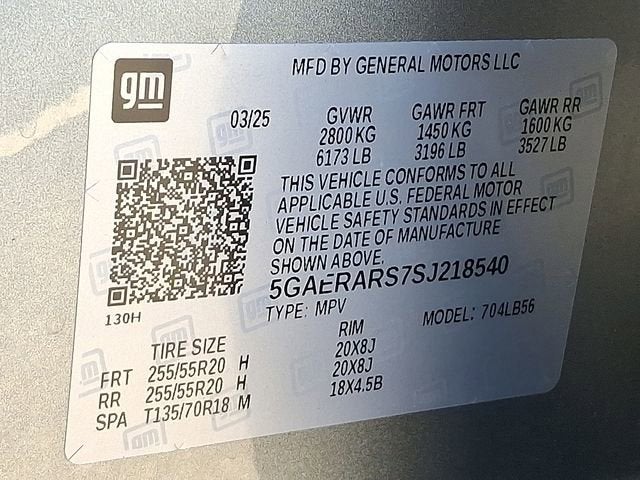 gm
MFD BY GENERAL MOTORS LLC
03/25 GVWR GAWR FRT GAWR RR
2800 KG 1450 KG 1600 KG
6173 LB 3196 LB 3527 LB
THIS VEHICLE CONFORMS TO ALL
APPLICABLE U.S. FEDERAL MOTOR
VEHICLE SAFETY STANDARDS IN EFFECT
ON THE DATE OF MANUFACTURE
SHOWN ABOVE.
5GAERARS7SJ218540
TYPE: MPV MODEL: 704LB56
130H
TIRE SIZE RIM
FRT 255/55R20 H 20X8J
RR 255/55R20 H 20X8J
SPA T135/70R18 M 18X4.5B